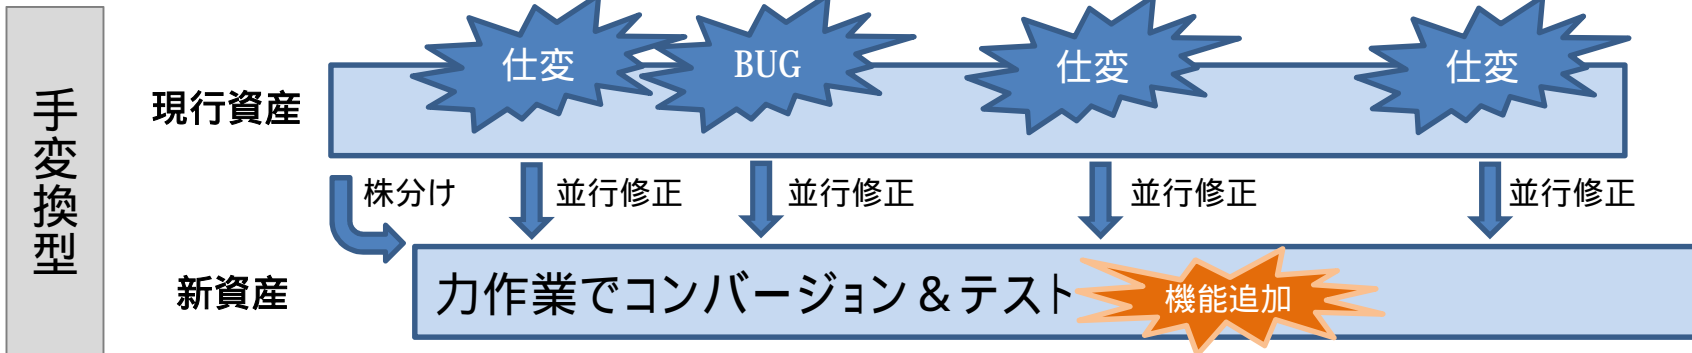 手変換型
仕変
BUG
仕変
仕変
現行資産
株分け
並行修正
並行修正
並行修正
並行修正
新資産
力作業でコンバージョン＆テスト
機能追加